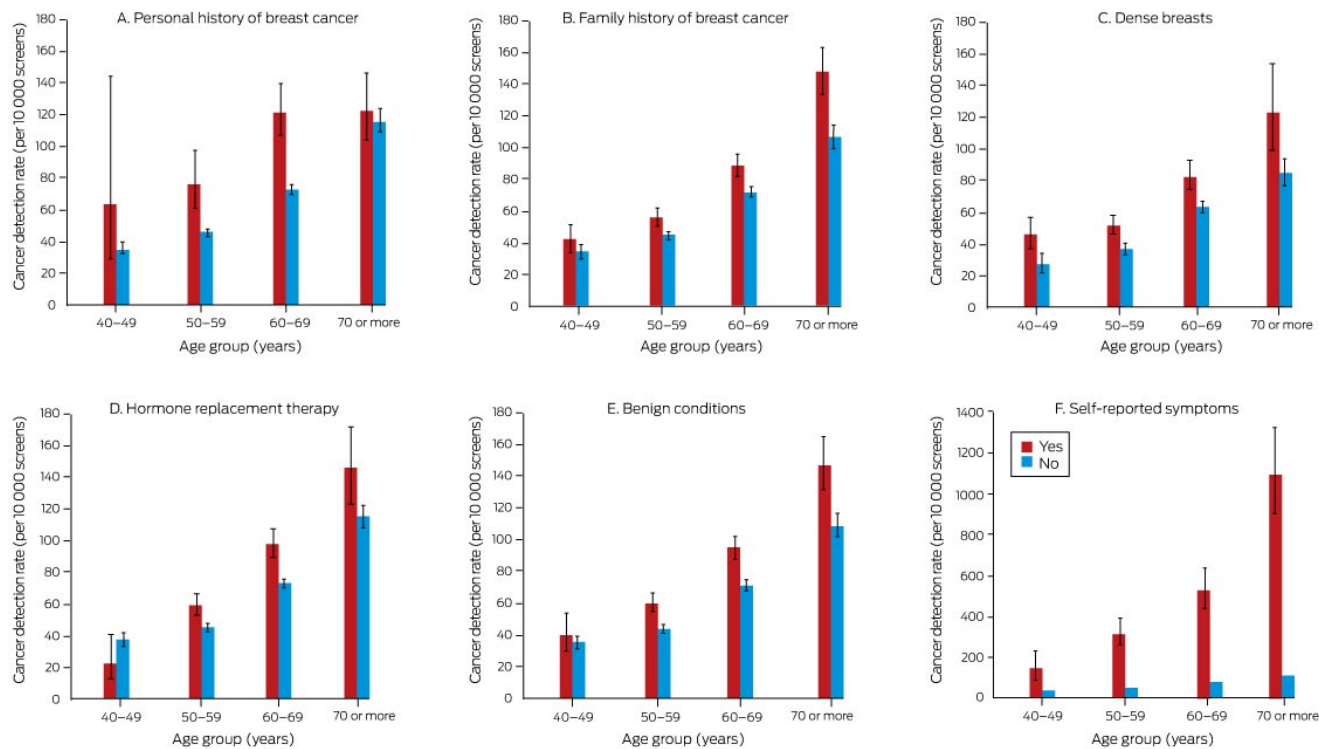 A. Personal history of breast cancer
Cancer detection rate (per 10 000 screens)
180
160
140
120
100
80
60
40
20
0
40–49
50–59
60–69
70 or more
Age group (years)
B. Family history of breast cancer
Cancer detection rate (per 10 000 screens)
180
160
140
120
100
80
60
40
20
0
40–49
50–59
60–69
70 or more
Age group (years)
C. Dense breasts
Cancer detection rate (per 10 000 screens)
180
160
140
120
100
80
60
40
20
0
40–49
50–59
60–69
70 or more
Age group (years)
D. Hormone replacement therapy
Cancer detection rate (per 10 000 screens)
180
160
140
120
100
80
60
40
20
0
40–49
50–59
60–69
70 or more
Age group (years)
E. Benign conditions
Cancer detection rate (per 10 000 screens)
180
160
140
120
100
80
60
40
20
0
40–49
50–59
60–69
70 or more
Age group (years)
F. Self-reported symptoms
Yes
No
Cancer detection rate (per 10 000 screens)
1400
1200
1000
800
600
400
200
0
40–49
50–59
60–69
70 or more
Age group (years)